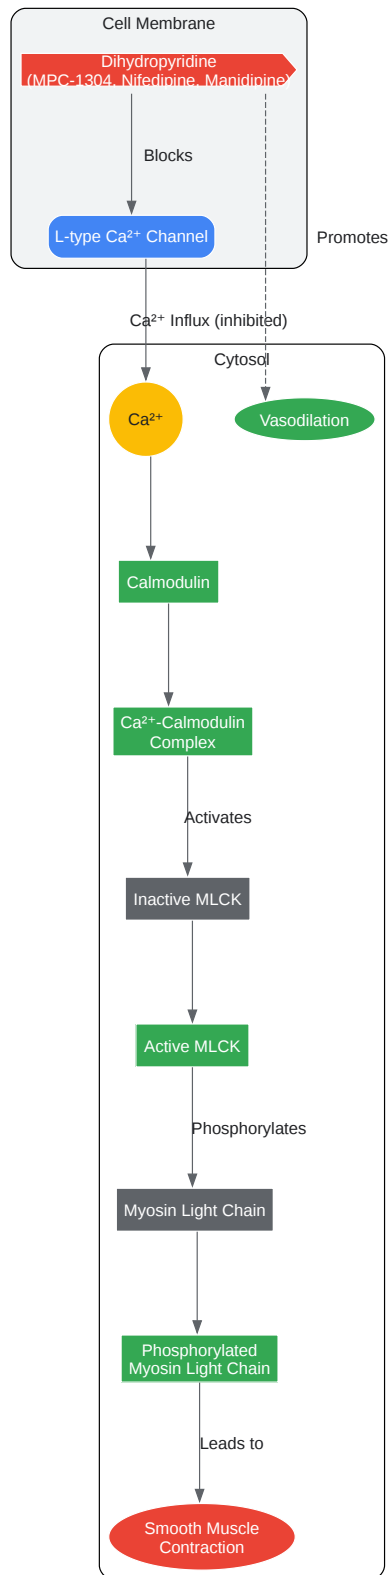 Cell Membrane
Dihydropyridine
(MPC-1304, Nifedipine, Manidipine)
Blocks
L-type Ca²⁺ Channel
Promotes
Ca²⁺ Influx (inhibited)
Cytosol
Ca²⁺
Vasodilation
Calmodulin
Ca²⁺-Calmodulin
Complex
Activates
Inactive MLCK
Active MLCK
Phosphorylates
Myosin Light Chain
Phosphorylated
Myosin Light Chain
Leads to
Smooth Muscle
Contraction